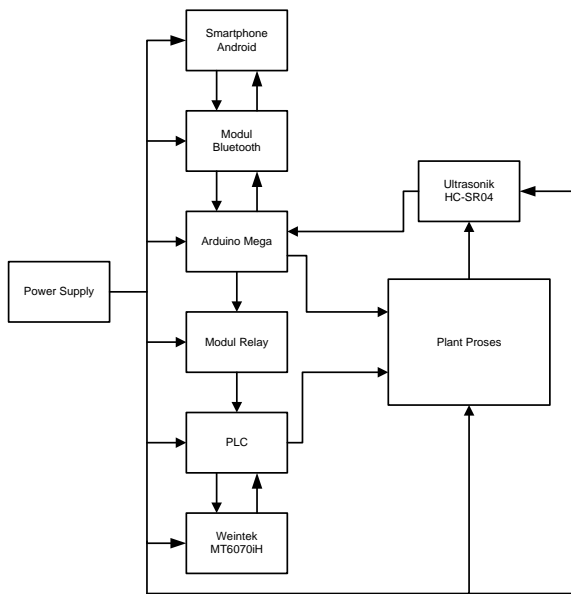 Smartphone
Android
Modul
Bluetooth
Ultrasonik
HC-SR04
Arduino Mega
Power Supply
Modul Relay
Plant Proses
PLC
Weintek
MT6070iH